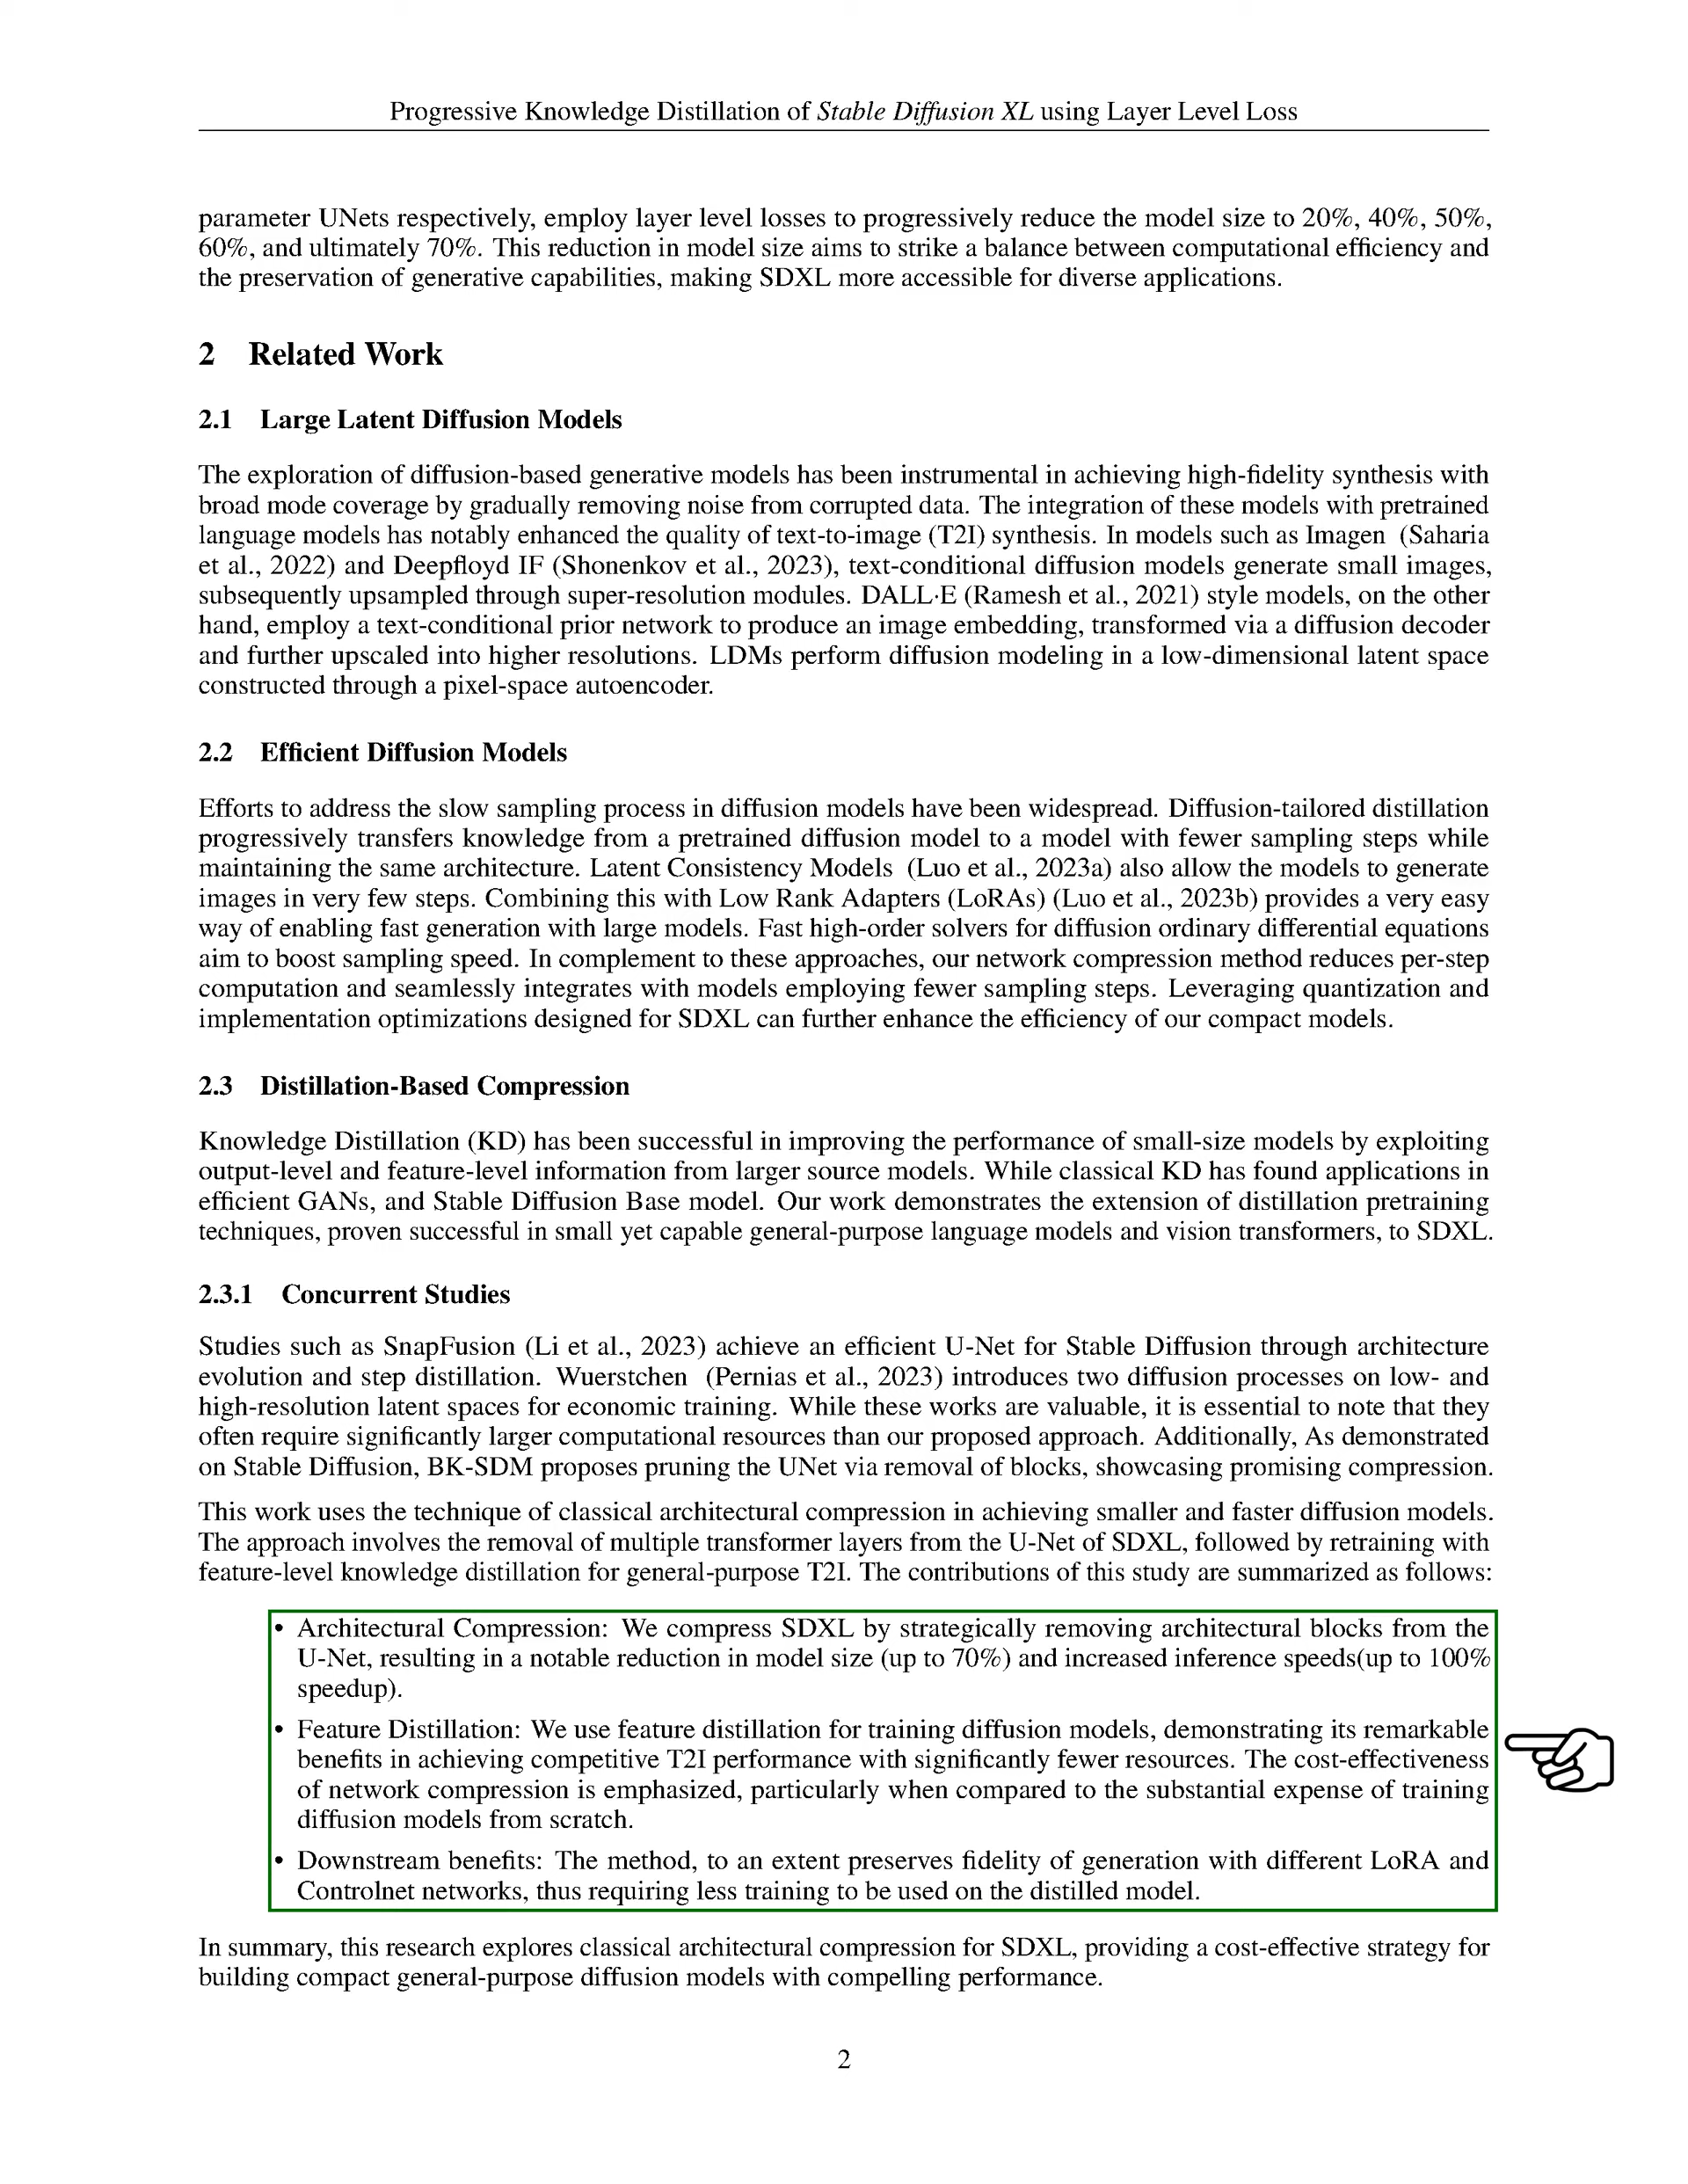 Progressive Knowledge Distillation of Stable Diffusion XL using Layer Level Loss
parameter UNets respectively, employ layer level losses to progressively reduce the model size to 20%, 40%, 50%,
60%, and ultimately 70%. This reduction in model size aims to strike a balance between computational efficiency and
the preservation of generative capabilities, making SDXL more accessible for diverse applications.
2 Related Work
2.1 Large Latent Diffusion Models
The exploration of diffusion-based generative models has been instrumental in achieving high-fidelity synthesis with
broad mode coverage by gradually removing noise from corrupted data. The integration of these models with pretrained
language models has notably enhanced the quality of text-to-image (T2I) synthesis. In models such as Imagen (Saharia
et al., 2022) and Deepfloyd IF (Shonenkov et al., 2023), text-conditional diffusion models generate small images,
subsequently upsampled through super-resolution modules. DALL·E (Ramesh et al., 2021) style models, on the other
hand, employ a text-conditional prior network to produce an image embedding, transformed via a diffusion decoder
and further upscaled into higher resolutions. LDMs perform diffusion modeling in a low-dimensional latent space
constructed through a pixel-space autoencoder.
2.2 Efficient Diffusion Models
Efforts to address the slow sampling process in diffusion models have been widespread. Diffusion-tailored distillation
progressively transfers knowledge from a pretrained diffusion model to a model with fewer sampling steps while
maintaining the same architecture. Latent Consistency Models (Luo et al., 2023a) also allow the models to generate
images in very few steps. Combining this with Low Rank Adapters (LoRAs) (Luo et al., 2023b) provides a very easy
way of enabling fast generation with large models. Fast high-order solvers for diffusion ordinary differential equations
aim to boost sampling speed. In complement to these approaches, our network compression method reduces per-step
computation and seamlessly integrates with models employing fewer sampling steps. Leveraging quantization and
implementation optimizations designed for SDXL can further enhance the efficiency of our compact models.
2.3 Distillation-Based Compression
Knowledge Distillation (KD) has been successful in improving the performance of small-size models by exploiting
output-level and feature-level information from larger source models. While classical KD has found applications in
efficient GANs, and Stable Diffusion Base model. Our work demonstrates the extension of distillation pretraining
techniques, proven successful in small yet capable general-purpose language models and vision transformers, to SDXL.
2.3.1 Concurrent Studies
Studies such as SnapFusion (Li et al., 2023) achieve an efficient U-Net for Stable Diffusion through architecture
evolution and step distillation. Wuerstchen (Pernias et al., 2023) introduces two diffusion processes on low- and
high-resolution latent spaces for economic training. While these works are valuable, it is essential to note that they
often require significantly larger computational resources than our proposed approach. Additionally, As demonstrated
on Stable Diffusion, BK-SDM proposes pruning the UNet via removal of blocks, showcasing promising compression.
This work uses the technique of classical architectural compression in achieving smaller and faster diffusion models.
The approach involves the removal of multiple transformer layers from the U-Net of SDXL, followed by retraining with
feature-level knowledge distillation for general-purpose T2I. The contributions of this study are summarized as follows:
• Architectural Compression: We compress SDXL by strategically removing architectural blocks from the
U-Net, resulting in a notable reduction in model size (up to 70%) and increased inference speeds(up to 100%
speedup).
• Feature Distillation: We use feature distillation for training diffusion models, demonstrating its remarkable
benefits in achieving competitive T2I performance with significantly fewer resources. The cost-effectiveness
of network compression is emphasized, particularly when compared to the substantial expense of training
diffusion models from scratch.
• Downstream benefits: The method, to an extent preserves fidelity of generation with different LoRA and
Controlnet networks, thus requiring less training to be used on the distilled model.
In summary, this research explores classical architectural compression for SDXL, providing a cost-effective strategy for
building compact general-purpose diffusion models with compelling performance.
2